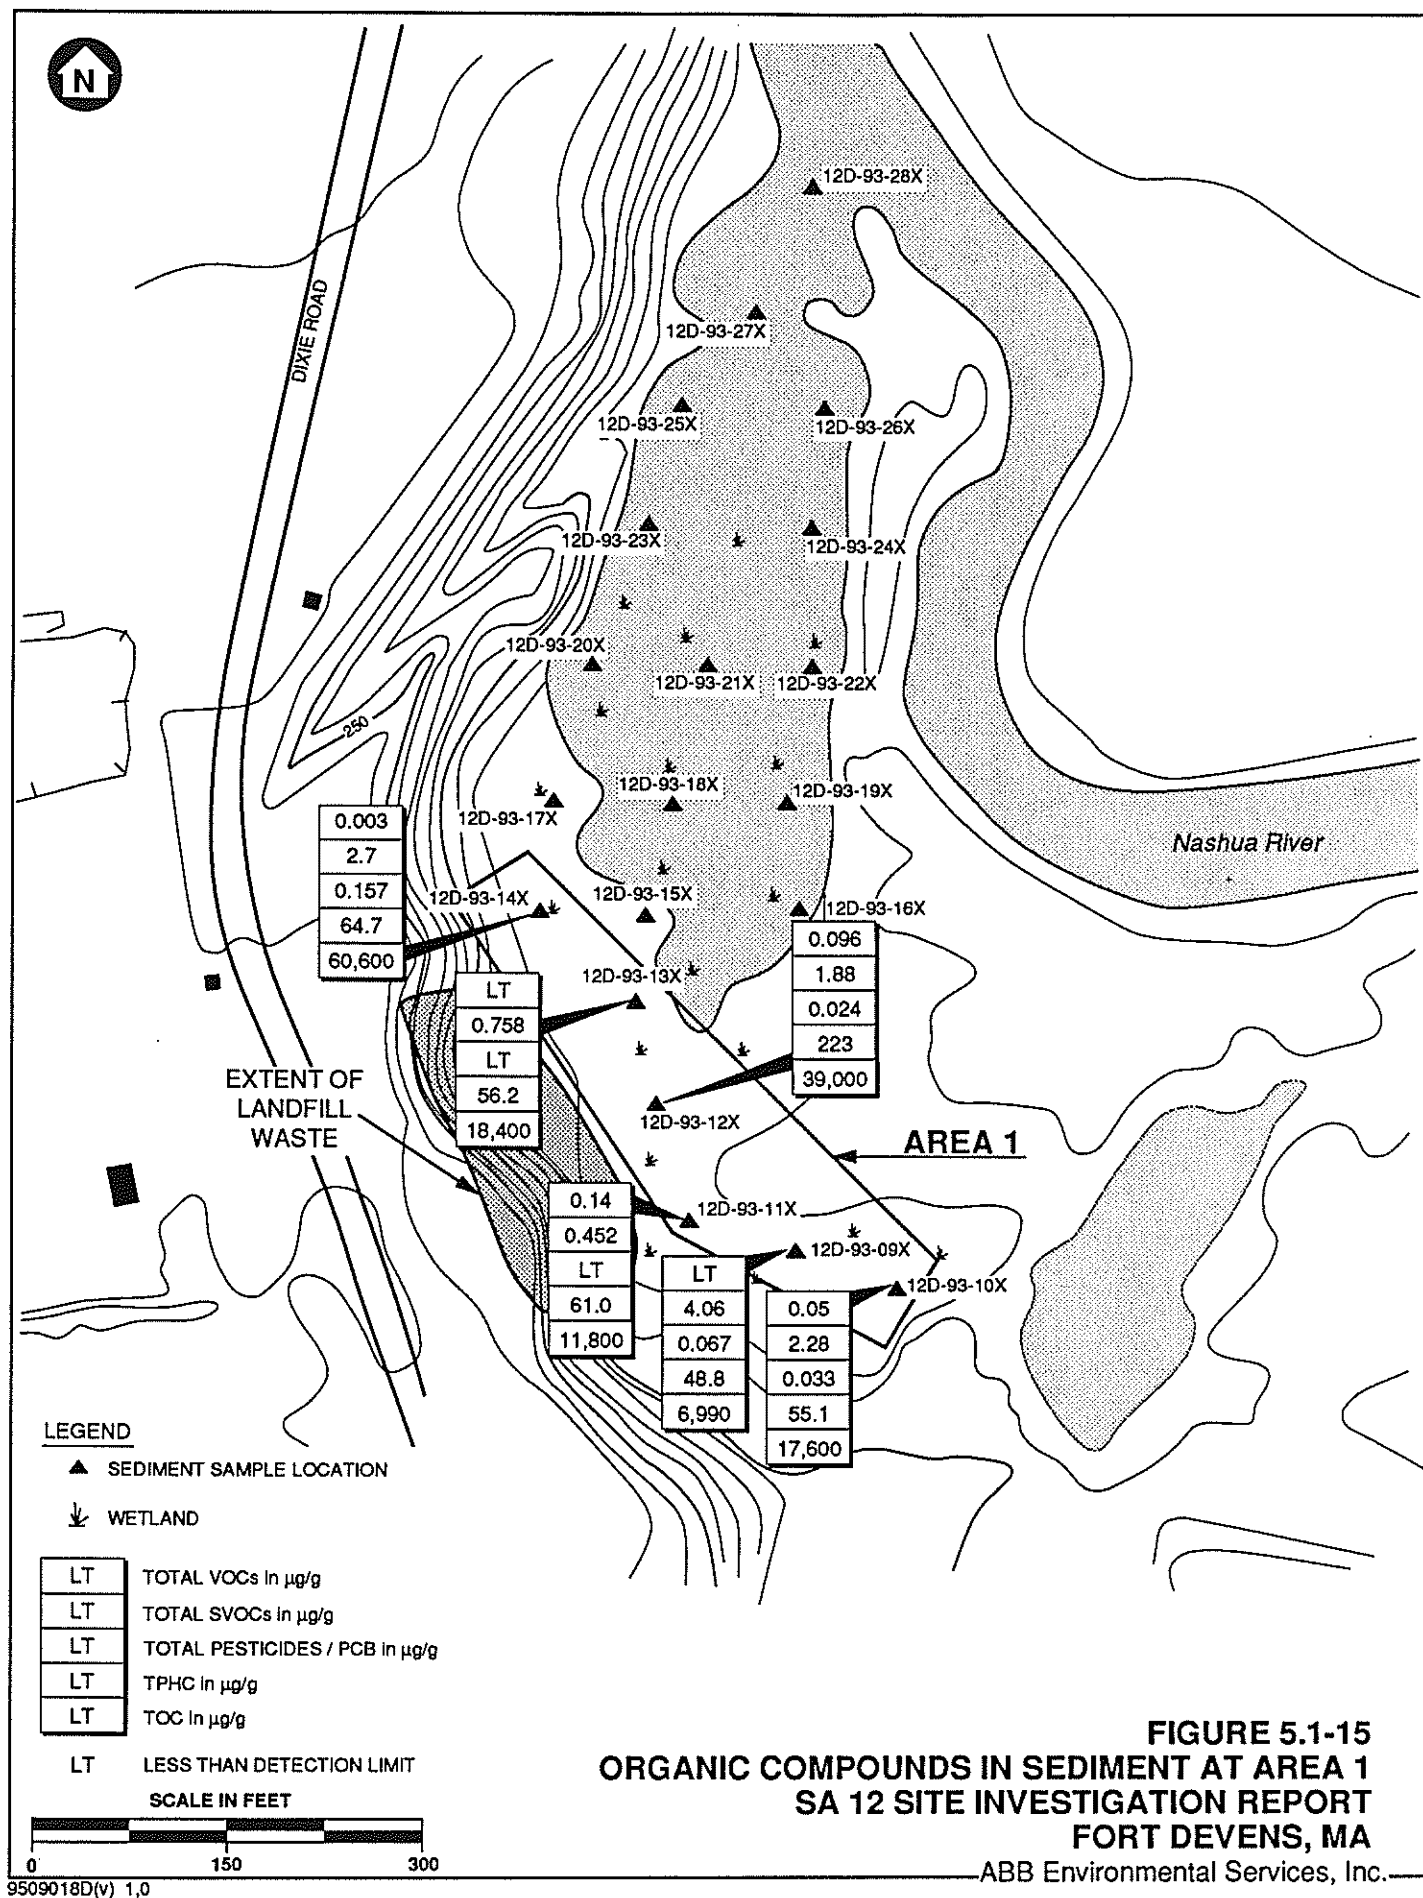 N
12D-93-28X
DIXIE ROAD
12D-93-27X
12D-93-25X
12D-93-26X
12D-93-23X
12D-93-24X
12D-93-20X
12D-93-21X
12D-93-22X
250
12D-93-18X
12D-93-19X
12D-93-17X
Nashua River
0.003
2.7
0.157
64.7
60,600
12D-93-14X
12D-93-15X
12D-93-16X
0.096
1.88
0.024
223
39,000
12D-93-13X
LT
0.758
LT
56.2
18,400
EXTENT OF
LANDFILL
WASTE
12D-93-12X
AREA 1
0.14
0.452
LT
61.0
11,800
12D-93-11X
12D-93-09X
LT
4.06
0.067
48.8
6,990
12D-93-10X
0.05
2.28
0.033
55.1
17,600
LEGEND
SEDIMENT SAMPLE LOCATION
WETLAND
LT TOTAL VOCs in µg/g
LT TOTAL SVOCs in µg/g
LT TOTAL PESTICIDES / PCB in µg/g
LT TPHC in µg/g
LT TOC in µg/g
LT LESS THAN DETECTION LIMIT
SCALE IN FEET
0 150 300
9509018D(v) 1,0
FIGURE 5.1-15
ORGANIC COMPOUNDS IN SEDIMENT AT AREA 1
SA 12 SITE INVESTIGATION REPORT
FORT DEVENS, MA
ABB Environmental Services, Inc.